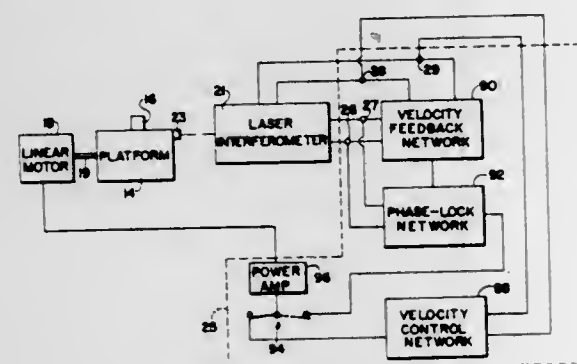 28
29
90
21
16
23
26
27
18
LASER INTERFEROMETER
VELOCITY FEEDBACK NETWORK
LINEAR MOTOR
19
PLATFORM
14
92
PHASE-LOCK NETWORK
POWER AMP
96
25
94
VELOCITY CONTROL NETWORK